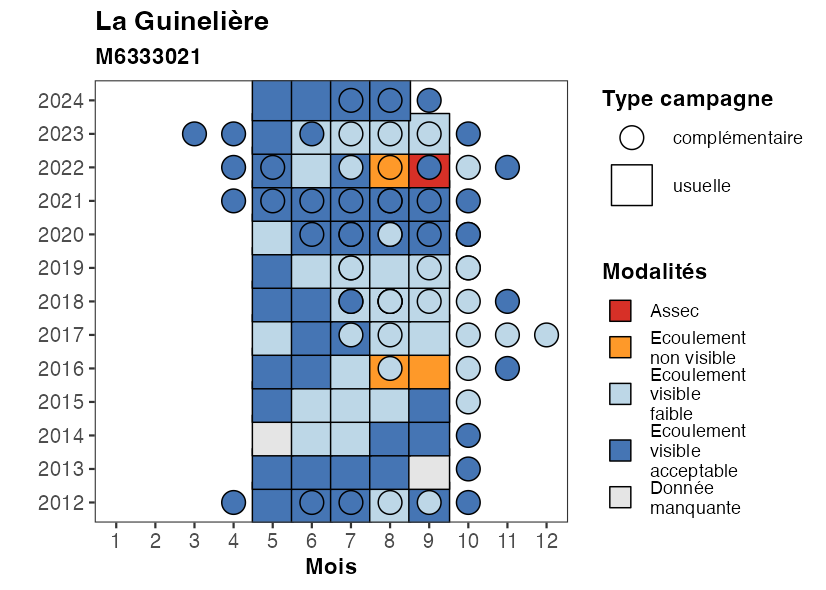 La Guinelière
M6333021
2024
2023
2022
2021
2020
2019
2018
2017
2016
2015
2014
2013
2012
1 2 3 4 5 6 7 8 9 10 11 12
Mois
Type campagne
complémentaire
usuelle
Modalités
Assec
Ecoulement
non visible
Ecoulement
visible
faible
Ecoulement
visible
acceptable
Donnée
manquante